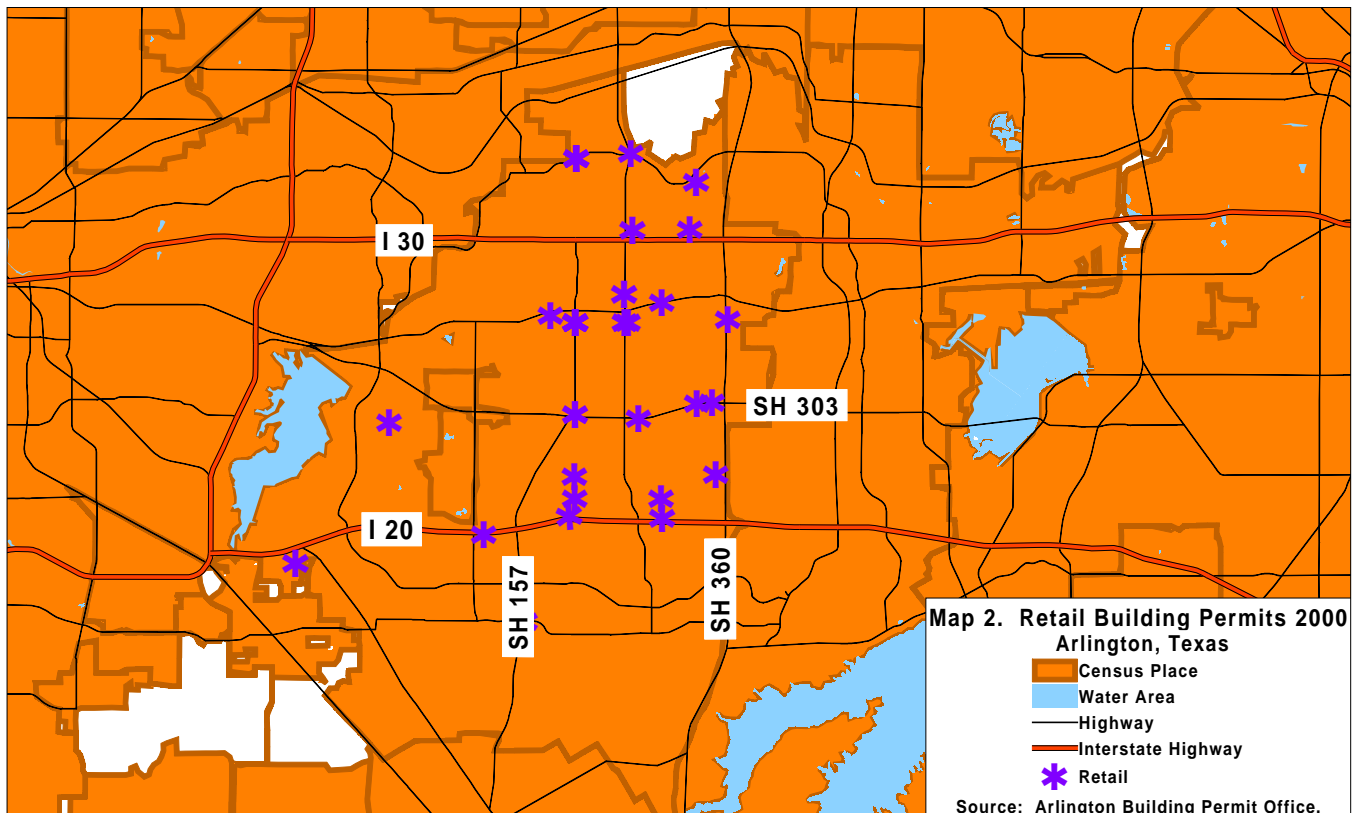 I 30
SH 303
I 20
SH 157
SH 360
Map 2. Retail Building Permits 2000
Arlington, Texas
Census Place
Water Area
Highway
Interstate Highway
Retail
Source: Arlington Building Permit Office.